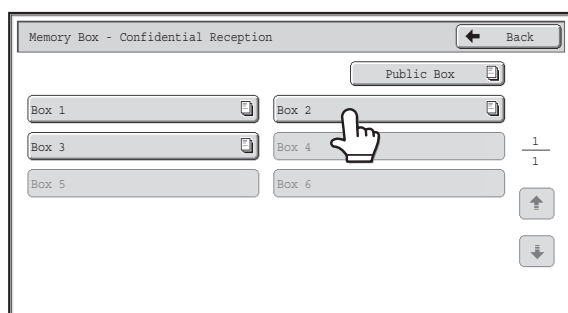 Memory Box - Confidential Reception
Back
Public Box
Box 1
Box 2
Box 3
Box 4
1
1
Box 5
Box 6